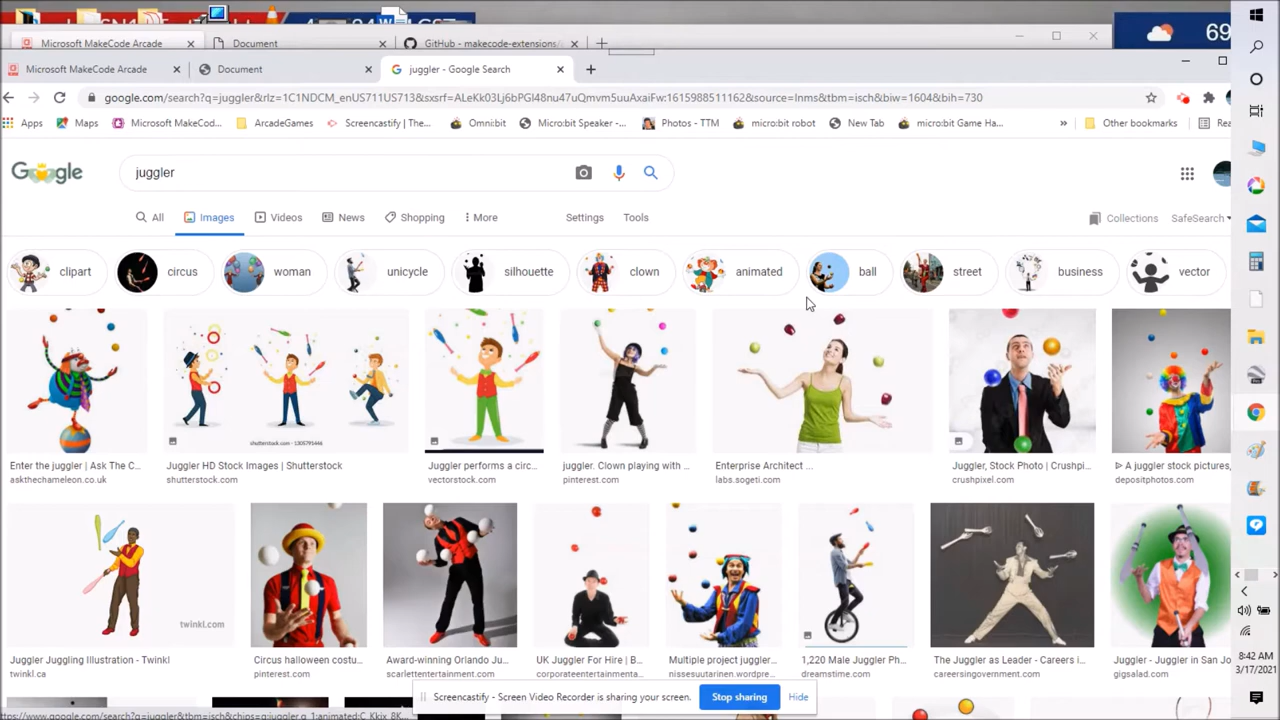 Microsoft MakeCode Arcade
Document
GitHub - makecode-extensions/
69
Microsoft MakeCode Arcade
Document
juggler - Google Search
google.com/search?q=juggler&rlz=1C1NDCM_enUS711US713&sxsrf=ALeKk03Lj6bPGI48nu47uQmvm5uuAxaiFw:1615988511162&source=lnms&tbm=isch&biw=1604&bih=730
Apps
Maps
Microsoft MakeCod...
ArcadeGames
Screencastify | The...
Omni:bit
Micro:bit Speaker -...
Photos - TTM
micro:bit robot
New Tab
micro:bit Game Ha...
»
Other bookmarks
Rea
Google
juggler
All
Images
Videos
News
Shopping
More
Settings
Tools
Collections
SafeSearch
clipart
circus
woman
unicycle
silhouette
clown
animated
ball
street
business
vector
shutterstock.com • 1305791446
Enter the juggler | Ask The C...
askthechameleon.co.uk
Juggler HD Stock Images | Shutterstock
shutterstock.com
Juggler performs a circ...
vectorstock.com
juggler. Clown playing with ...
pinterest.com
Enterprise Architect ...
labs.sogeti.com
Juggler, Stock Photo | Crushpi...
crushpixel.com
ᐈ A juggler stock pictures,
depositphotos.com
twinkl.com
Juggler Juggling Illustration - Twinkl
twinkl.ca
Circus halloween costu...
pinterest.com
Award-winning Orlando Ju...
scarlettentertainment.com
UK Juggler For Hire | B...
corporateentertainment...
Multiple project juggler...
nissesuutarinen.wordpre...
1,220 Male Juggler Ph...
dreamstime.com
The Juggler as Leader - Careers i...
careersingovernment.com
Juggler - Juggler in San Jo
gigsalad.com
Screencastify - Screen Video Recorder is sharing your screen.
Stop sharing
Hide
8:42 AM
3/17/2021